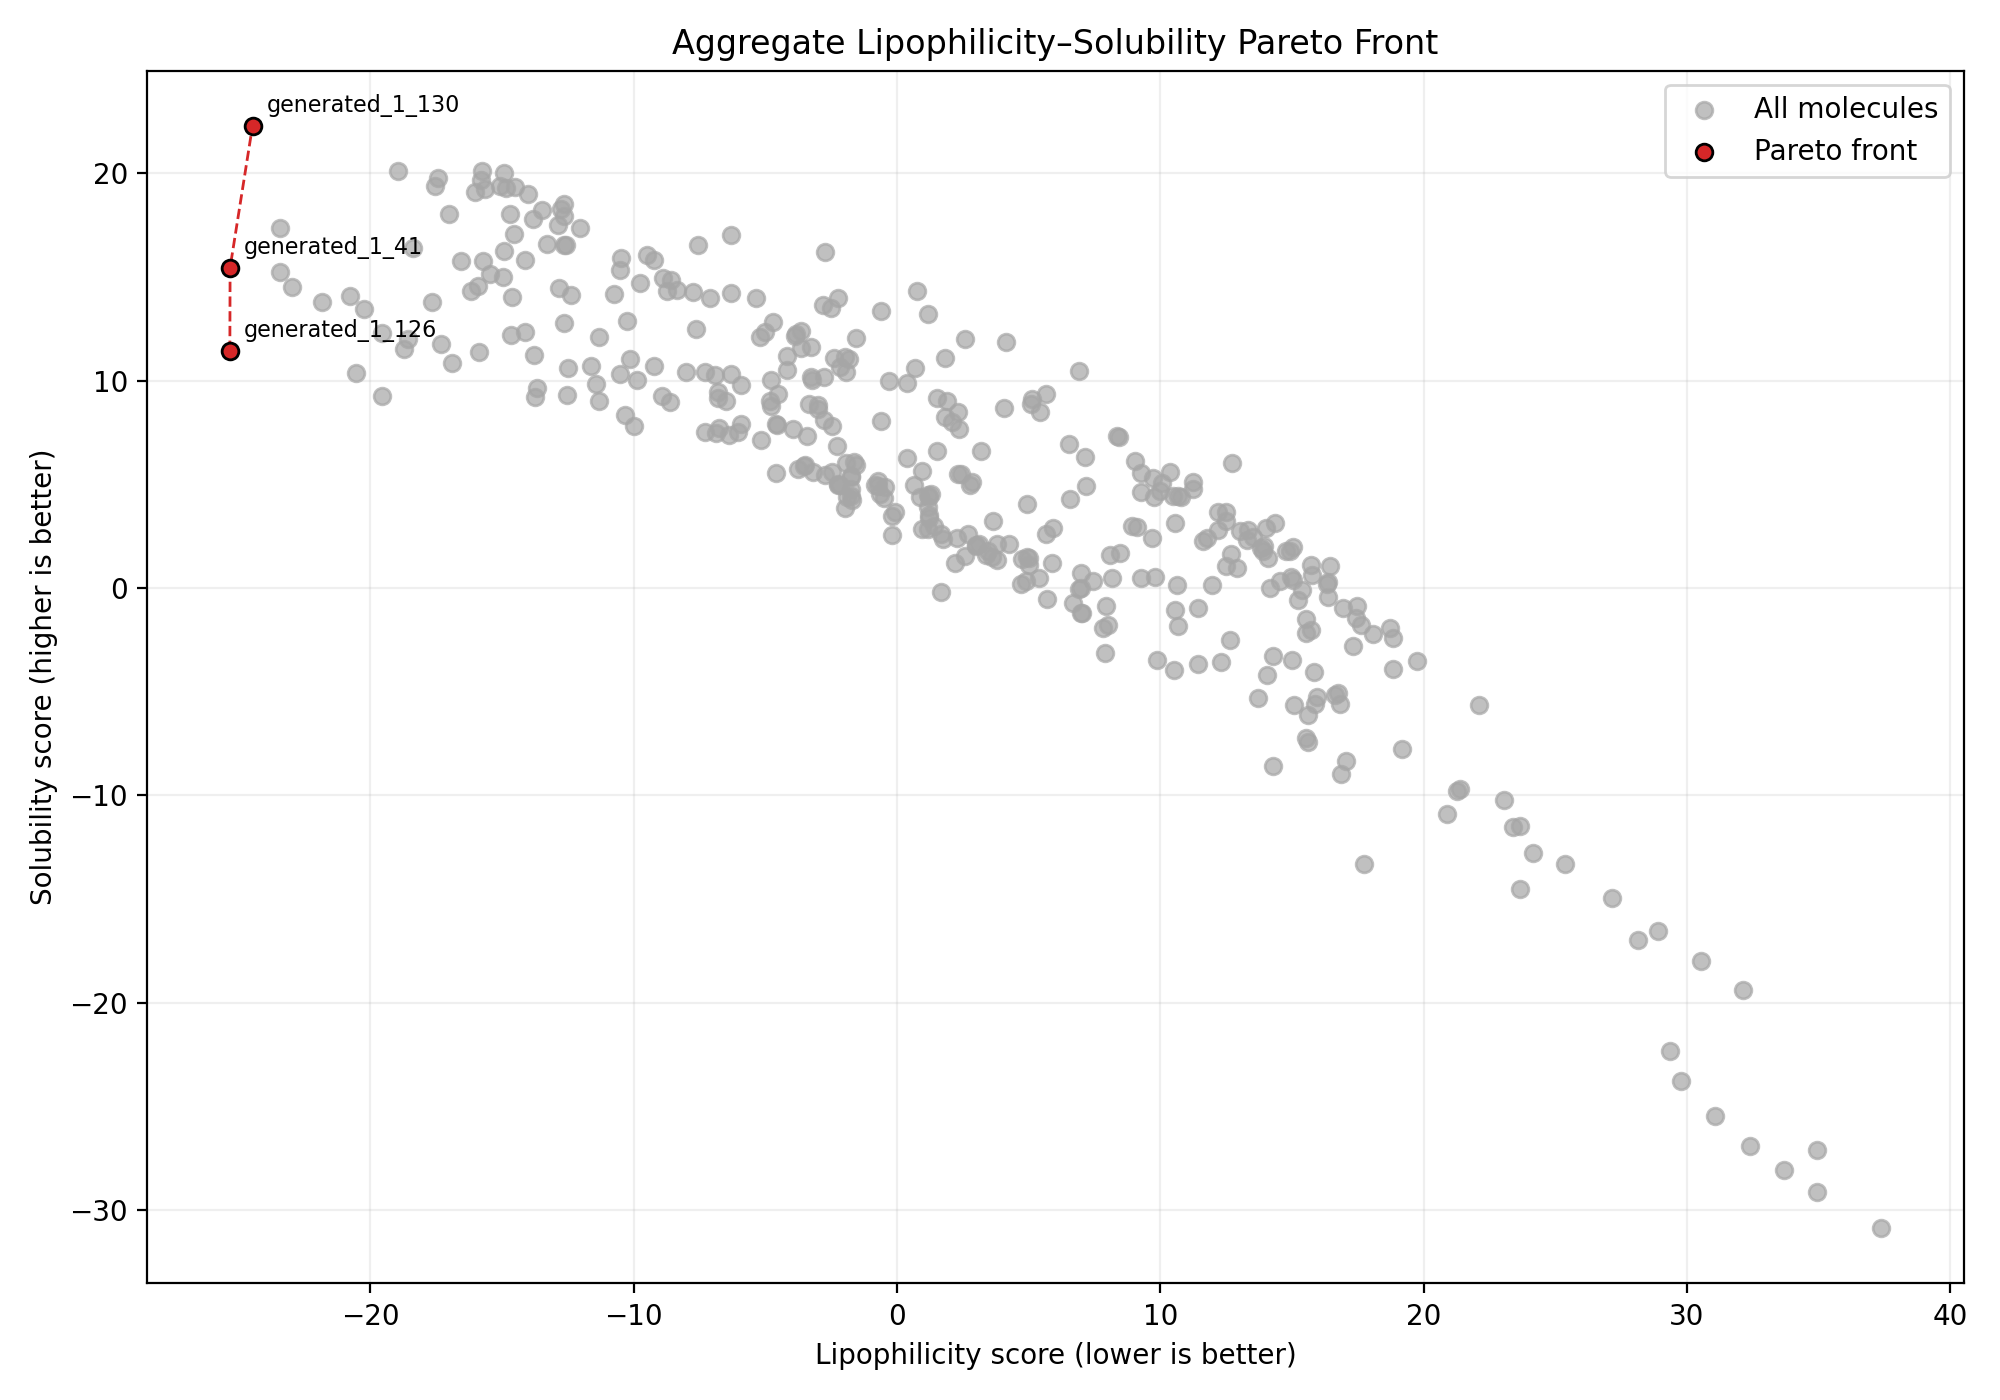 Aggregate Lipophilicity–Solubility Pareto Front
generated_1_130
generated_1_41
generated_1_126
All molecules
Pareto front
20
10
0
−10
−20
−30
Solubility score (higher is better)
−20
−10
0
10
20
30
40
Lipophilicity score (lower is better)